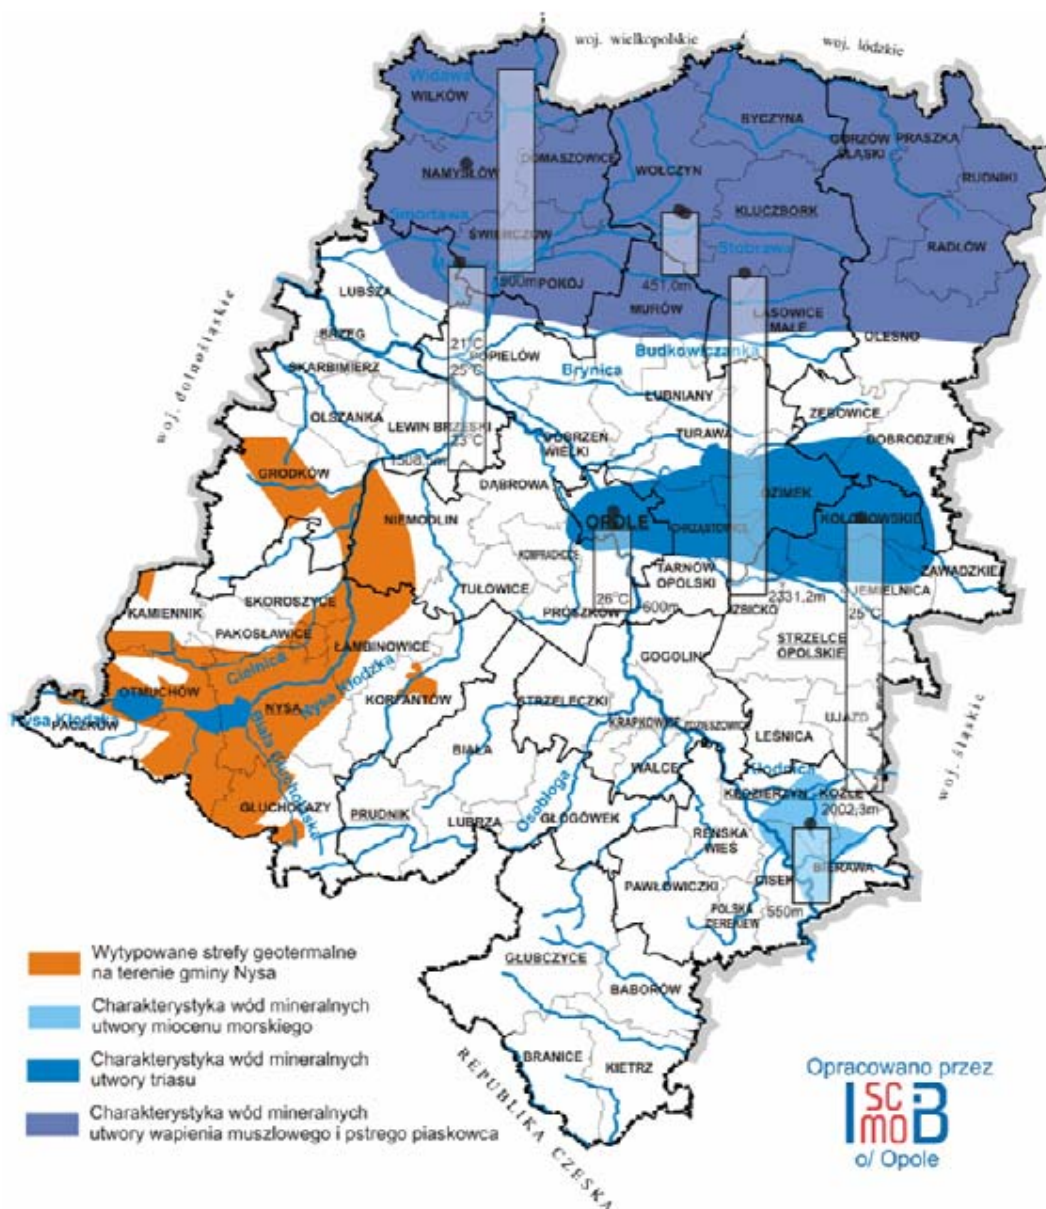 woj. wielkopolskie
woj. łódzkie
Widawa
WILKÓW
BYCZYNA
GORZÓW
ŚLĄSKI
PRASZKA
DOMASZOWICE
WOŁCZYN
NAMYSŁÓW
RUDNIKI
KLUCZBORK
Smortawa
ŚWIERCZÓW
Stobrawa
RADŁÓW
1900m
POKÓJ
451,0m
LUBSZA
MURÓW
LASOWICE
MAŁE
OLESNO
BRZEG
21°C
POPIELÓW
25°C
Budkowiczanka
Brynica
SKARBIMIERZ
woj. dolnośląskie
OLSZANKA
LEWIN BRZESKI
23°C
ŁUBNIANY
ZĘBOWICE
DOBRZEŃ
WIELKI
TURAWA
DOBRODZIEŃ
GRODKÓW
DĄBROWA
OZIMEK
NIEMODLIN
OPOLE
KOLONOWSKIE
KOMPRACHCICE
TARNÓW
OPOLSKI
ZAWADZKIE
JEMIELNICA
KAMIENNIK
SKOROSZYCE
TUŁOWICE
PRÓSZKÓW
26°C
600m
IZBICKO
2331,2m
25°C
PAKOSŁAWICE
ŁAMBINOWICE
STRZELCE
OPOLSKIE
GOGOLIN
Cielnica
OTMUCHÓW
NYSA
Nysa Kłodzka
KORFANTÓW
STRZELECZKI
Nysa Kłodzka
PACZKÓW
KRAPKOWICE
ZDZIESZOWICE
UJAZD
LEŚNICA
woj. śląskie
BIAŁA
Biała Głuchołaska
WALCE
Kłodnica
KĘDZIERZYN
KOŹLE
2002,3m
GŁUCHOŁAZY
PRUDNIK
LUBRZA
Osobłoga
GŁOGÓWEK
REŃSKA
WIEŚ
BIERAWA
PAWŁOWICZKI
CISEK
POLSKA
CEREKIEW
550m
GŁUBCZYCE
BABORÓW
BRANICE
KIETRZ
REPUBLIKA CZESKA
Wytypowane strefy geotermalne
na terenie gminy Nysa
Charakterystyka wód mineralnych
utwory miocenu morskiego
Charakterystyka wód mineralnych
utwory triasu
Charakterystyka wód mineralnych
utwory wapienia muszlowego i pstrego piaskowca
Opracowano przez
ISCMOiB
o/ Opole